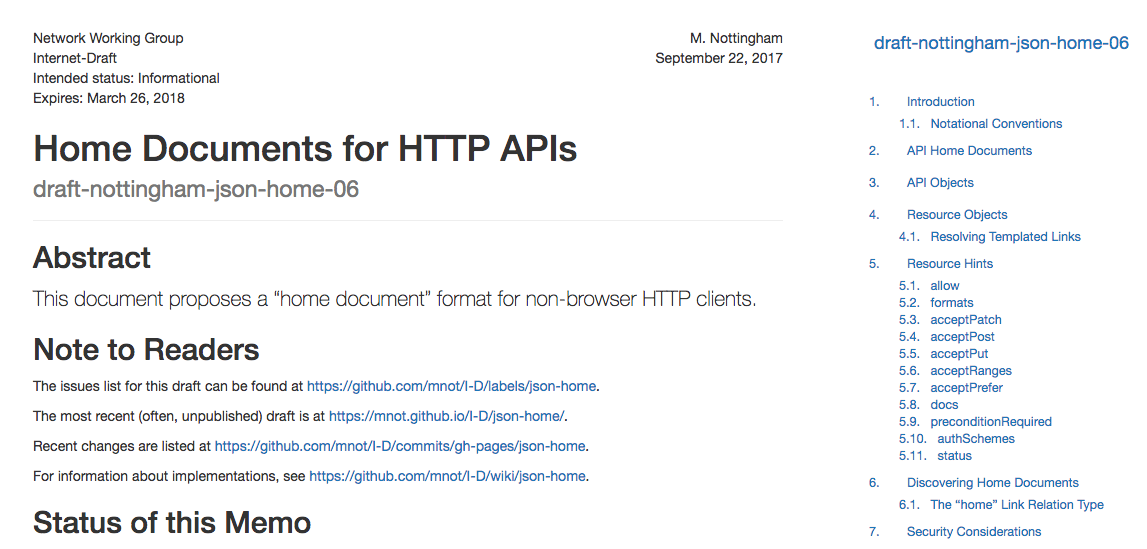 Network Working Group
Internet-Draft
Intended status: Informational
Expires: March 26, 2018
M. Nottingham
September 22, 2017
Home Documents for HTTP APIs
draft-nottingham-json-home-06
Abstract
This document proposes a “home document” format for non-browser HTTP clients.
Note to Readers
The issues list for this draft can be found at https://github.com/mnot/I-D/labels/json-home.
The most recent (often, unpublished) draft is at https://mnot.github.io/I-D/json-home/.
Recent changes are listed at https://github.com/mnot/I-D/commits/gh-pages/json-home.
For information about implementations, see https://github.com/mnot/I-D/wiki/json-home.
Status of this Memo
draft-nottingham-json-home-06
1. Introduction
1.1. Notational Conventions
2. API Home Documents
3. API Objects
4. Resource Objects
4.1. Resolving Templated Links
5. Resource Hints
5.1. allow
5.2. formats
5.3. acceptPatch
5.4. acceptPost
5.5. acceptPut
5.6. acceptRanges
5.7. acceptPrefer
5.8. docs
5.9. preconditionRequired
5.10. authSchemes
5.11. status
6. Discovering Home Documents
6.1. The “home” Link Relation Type
7. Security Considerations